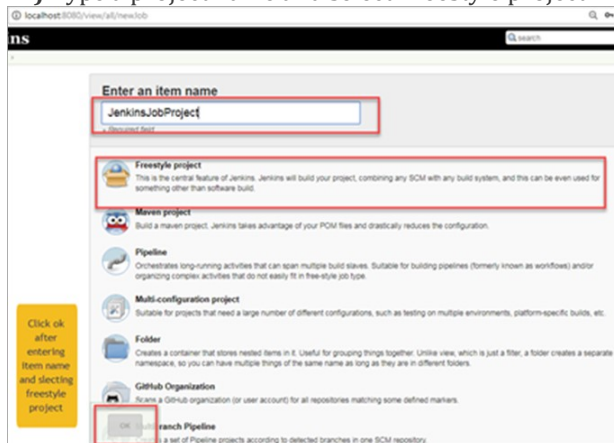 localhost:8080/view/all/newJob
ns
search
Enter an item name
JenkinsJobProject
» Required field
Freestyle project
This is the central feature of Jenkins. Jenkins will build your project, combining any SCM with any build system, and this can be even used for
something other than software build.
Maven project
Build a maven project. Jenkins takes advantage of your POM files and drastically reduces the configuration.
Pipeline
Orchestrates long-running activities that can span multiple build slaves. Suitable for building pipelines (formerly known as workflows) and/or
organizing complex activities that do not easily fit in free-style job type.
Multi-configuration project
Suitable for projects that need a large number of different configurations, such as testing on multiple environments, platform-specific builds, etc.
Folder
Creates a container that stores nested items in it. Useful for grouping things together. Unlike view, which is just a filter, a folder creates a separate
namespace, so you can have multiple things of the same name as long as they are in different folders.
GitHub Organization
Scans a GitHub organization (or user account) for all repositories matching some defined markers.
OK
ranch Pipeline
a set of Pipeline projects according to detected branches in one SCM repository.
Click ok
after
entering
Item name
and slecting
freestyle
project